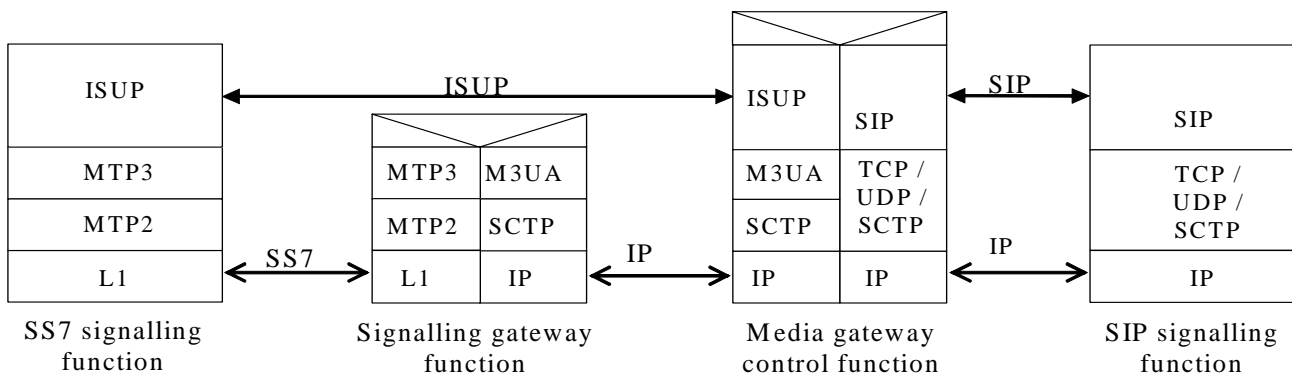 ISUP
MTP3
MTP2
L1
SS7 signalling
function
ISUP
SS7
MTP3 M3UA
MTP2 SCTP
L1 IP
Signalling gateway
function
IP
ISUP
SIP
M3UA
SCTP
TCP /
UDP /
SCTP
IP IP
Media gateway
control function
SIP
IP
SIP
TCP /
UDP /
SCTP
IP
SIP signalling
function